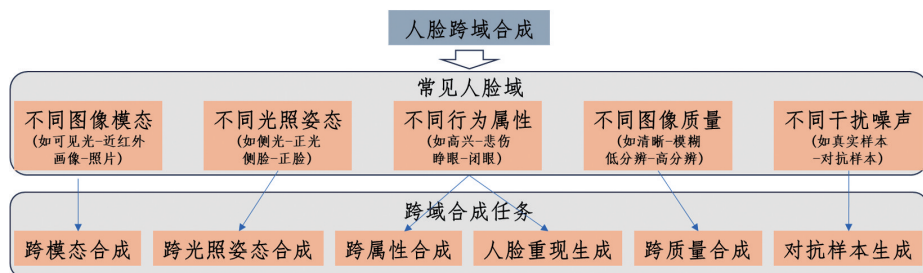 人脸跨域合成
常见人脸域
不同图像模态
(如可见光-近红外
画像-照片)
不同光照姿态
(如侧光-正光
侧脸-正脸)
不同行为属性
(如高兴-悲伤
睁眼-闭眼)
不同图像质量
(如清晰-模糊
低分辨-高分辨)
不同干扰噪声
(如真实样本
-对抗样本)
跨域合成任务
跨模态合成
跨光照姿态合成
跨属性合成
人脸重现生成
跨质量合成
对抗样本生成